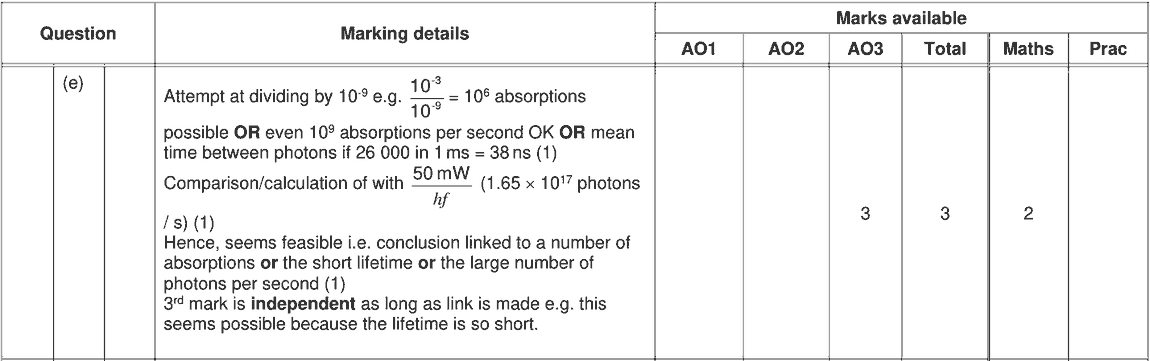 Question Marking details Marks available
AO1 AO2 AO3 Total Maths Prac
(e)
Attempt at dividing by 10⁻⁹ e.g. 10⁻³/10⁻⁹ = 10⁶ absorptions
possible OR even 10⁹ absorptions per second OK OR mean
time between photons if 26 000 in 1 ms = 38 ns (1)
Comparison/calculation of with 50 mW/hf (1.65 × 10¹⁷ photons
/ s) (1)
Hence, seems feasible i.e. conclusion linked to a number of
absorptions or the short lifetime or the large number of
photons per second (1)
3ʳᵈ mark is independent as long as link is made e.g. this
seems possible because the lifetime is so short.
3 3 2